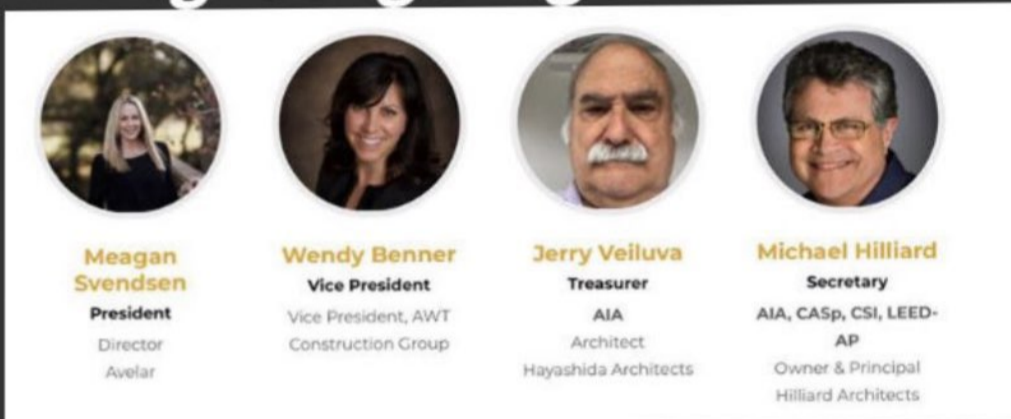 Meagan
Svendsen
President
Director
Avelar
Wendy Benner
Vice President
Vice President, AWT
Construction Group
Jerry Veiluva
Treasurer
AIA
Architect
Hayashida Architects
Michael Hilliard
Secretary
AIA, CASp, CSI, LEED-
AP
Owner & Principal
Hilliard Architects